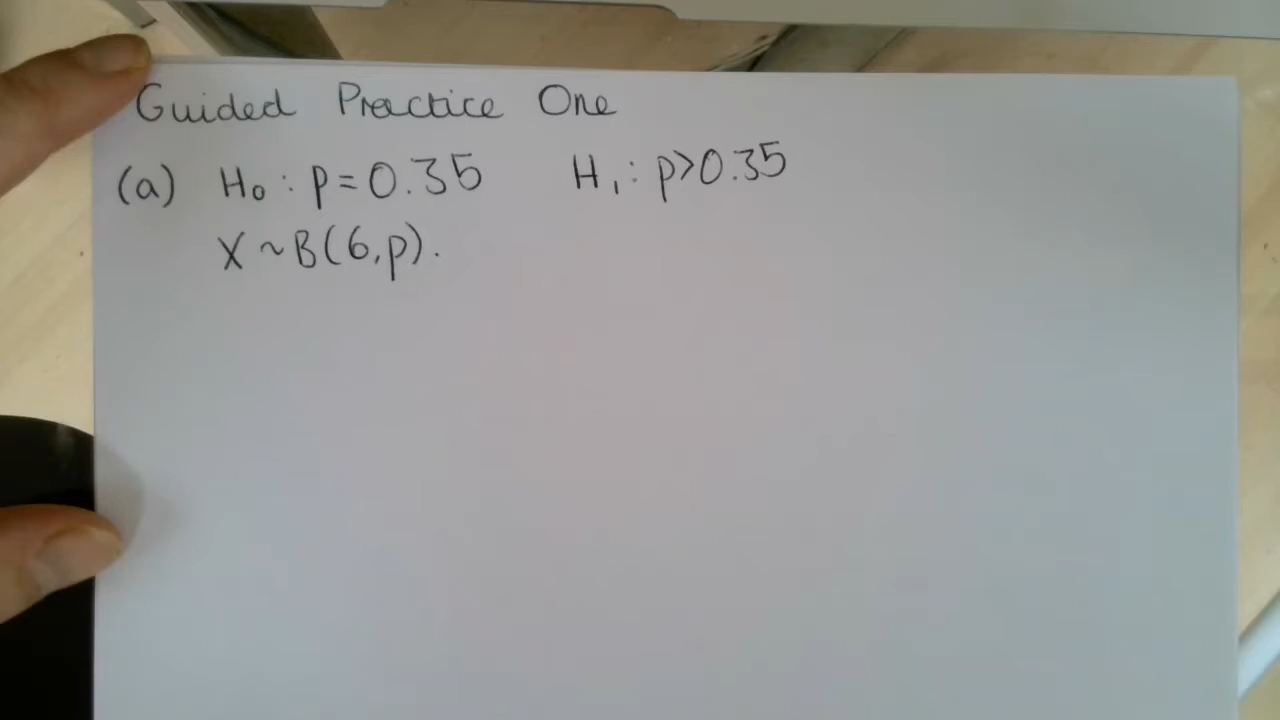 Guided Practice One
(a) H₀ : p = 0.35 H₁ : p > 0.35
X ~ B(6, p).